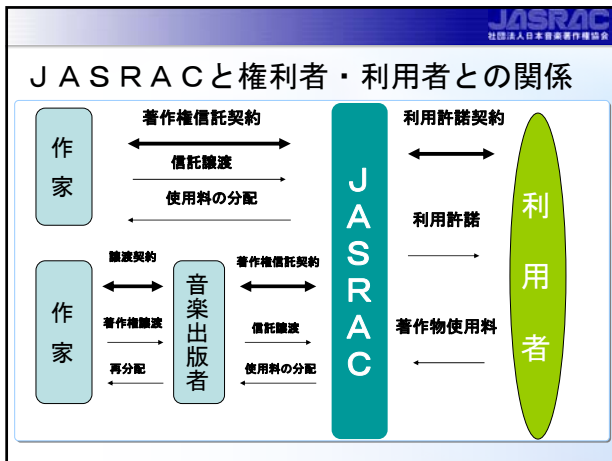 JASRAC
社団法人日本音楽著作権協会
ＪＡＳＲＡＣと権利者・利用者との関係
作家
著作権信託契約
信託譲渡
使用料の分配
作家
譲渡契約
著作権譲渡
再分配
音楽出版者
著作権信託契約
信託譲渡
使用料の分配
ＪＡＳＲＡＣ
利用許諾契約
利用許諾
著作物使用料
利用者